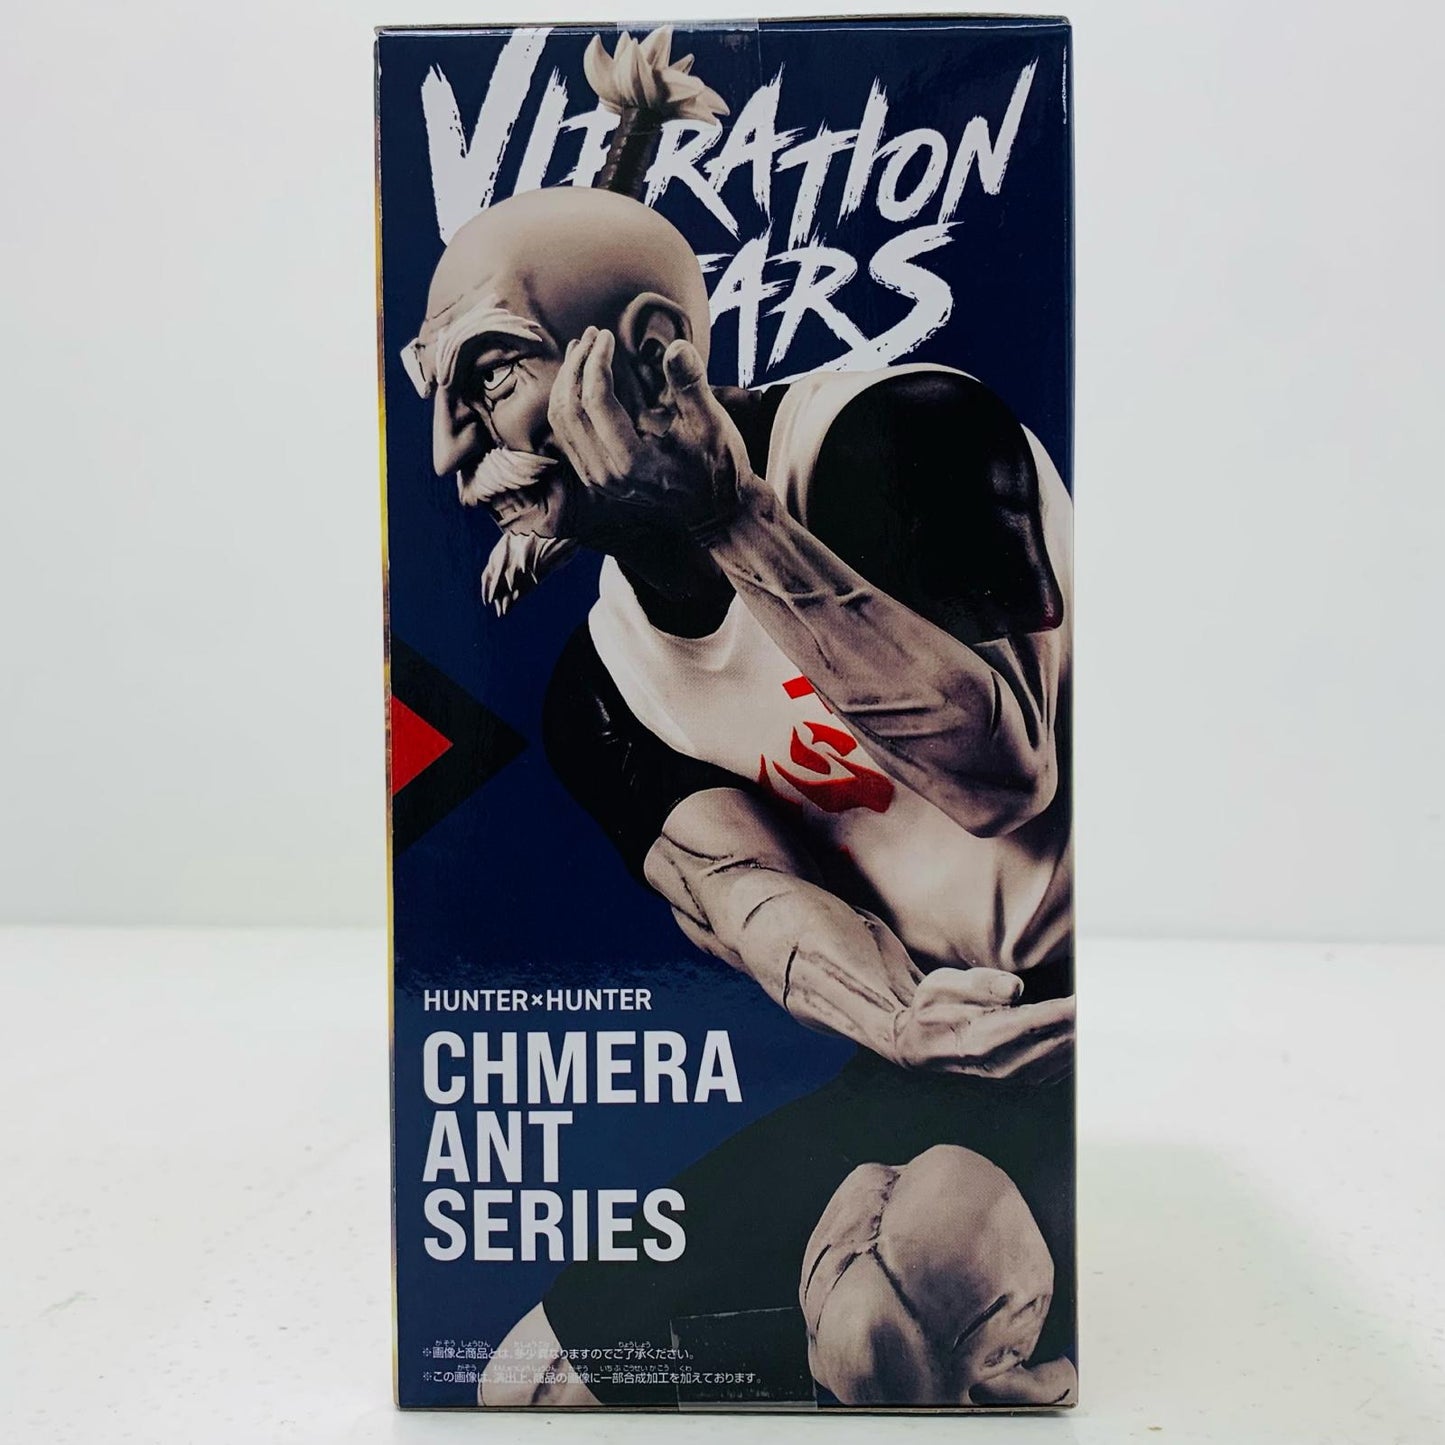 VIBRATION
STARS
HUNTER×HUNTER
CHMERA
ANT
SERIES
※画像と商品とは、多少異なりますのでご了承ください。
※この画像は、演出上、商品の画像に一部合成加工を加えております。